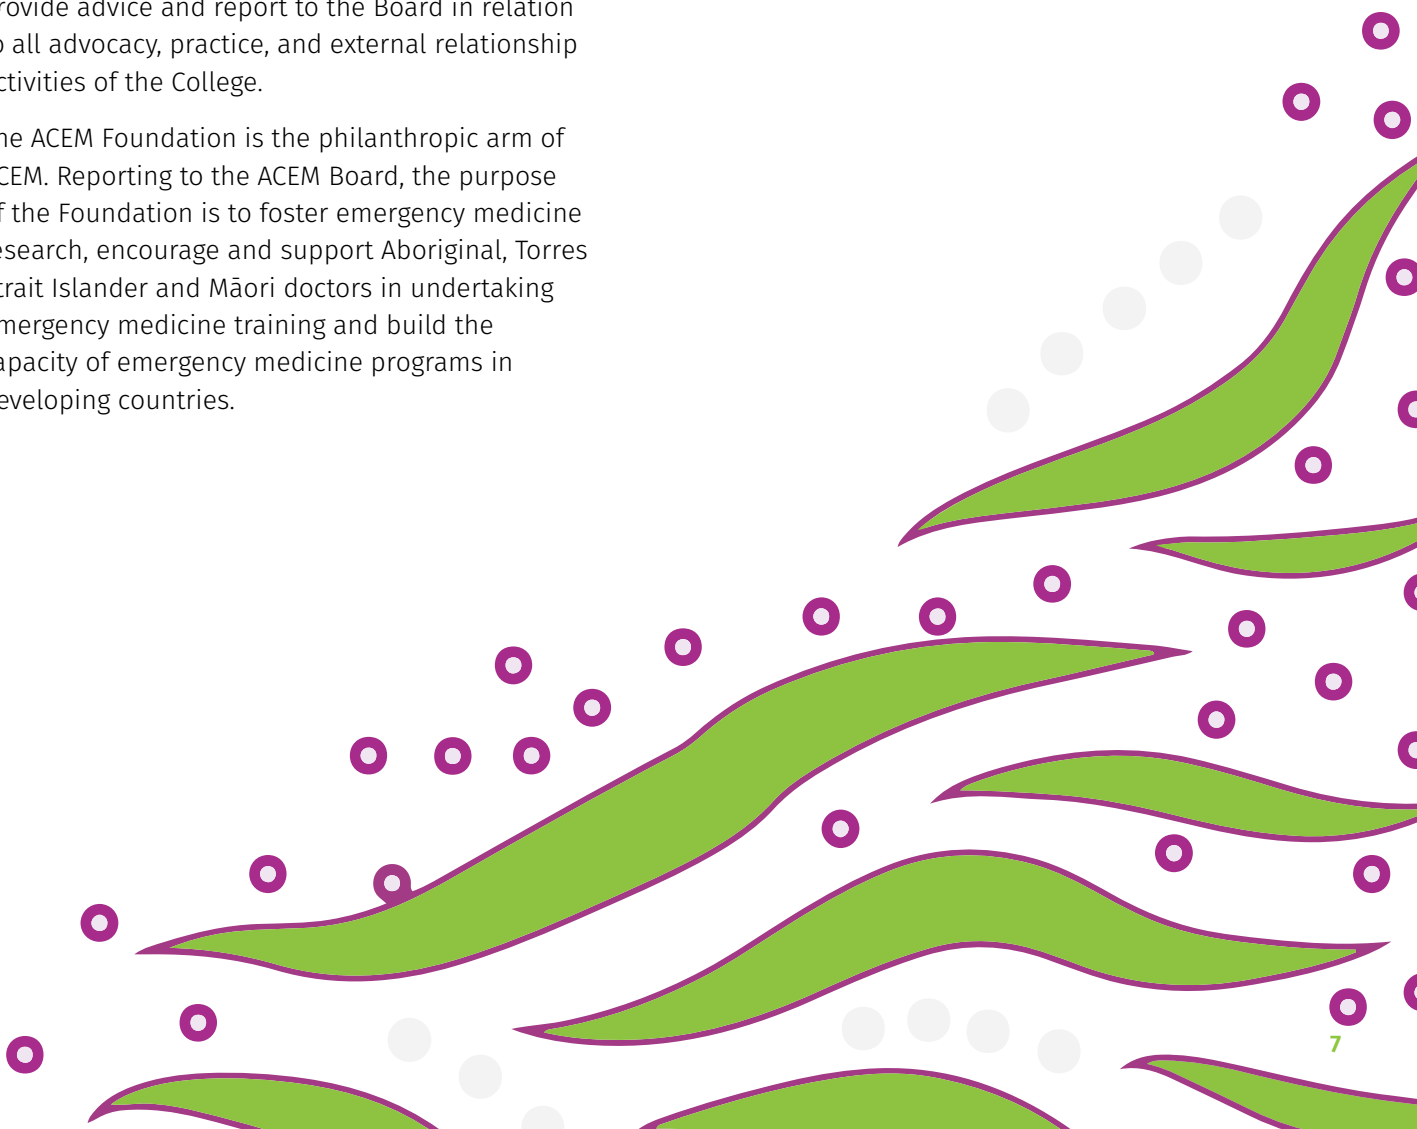 rovide advice and report to the Board in relation
o all advocacy, practice, and external relationship
ctivities of the College.
he ACEM Foundation is the philanthropic arm of
CEM. Reporting to the ACEM Board, the purpose
f the Foundation is to foster emergency medicine
esearch, encourage and support Aboriginal, Torres
trait Islander and Māori doctors in undertaking
mergency medicine training and build the
apacity of emergency medicine programs in
eveloping countries.
7